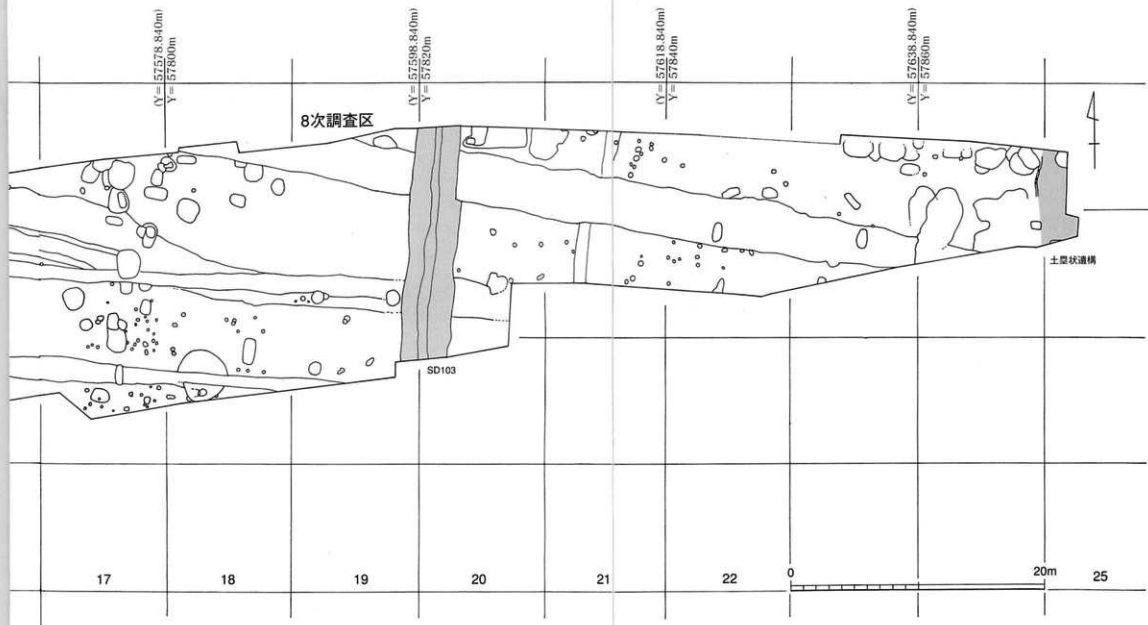 (Y= 57578.840m)
Y= 57800m
(Y= 57598.840m)
Y= 57820m
(Y= 57618.840m)
Y= 57840m
(Y= 57638.840m)
Y= 57860m
8次調査区
土塁状遺構
SD103
17 18 19 20 21 22 25
0 20m